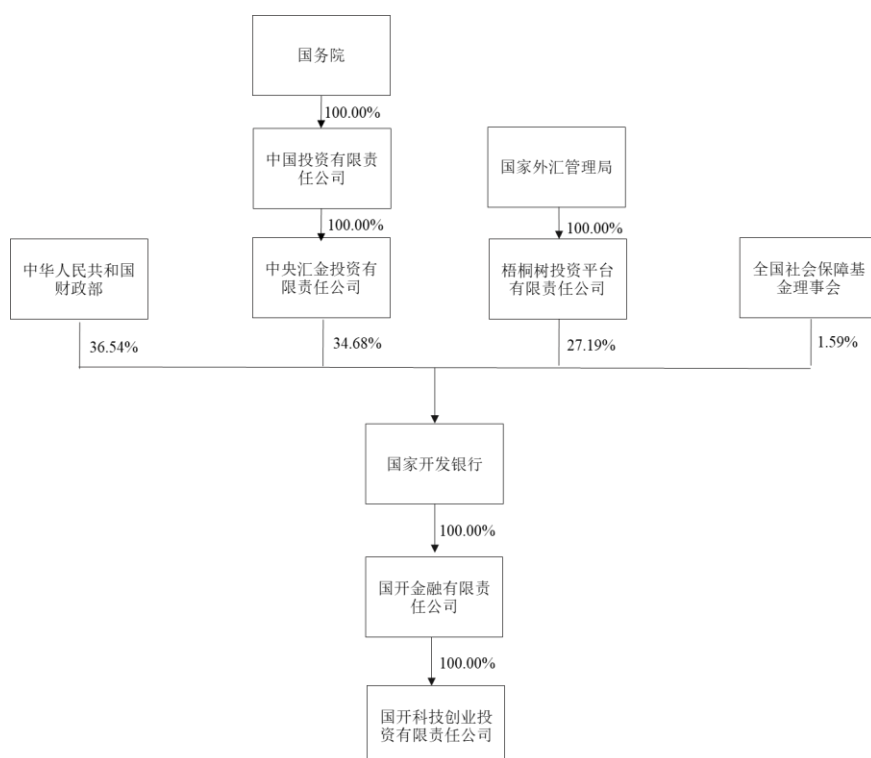 国务院
100.00%
中国投资有限责
任公司
国家外汇管理局
100.00%
100.00%
中华人民共和国
财政部
中央汇金投资有
限责任公司
梧桐树投资平台
有限责任公司
全国社会保障基
金理事会
36.54%
34.68%
27.19%
1.59%
国家开发银行
100.00%
国开金融有限责
任公司
100.00%
国开科技创业投
资有限责任公司